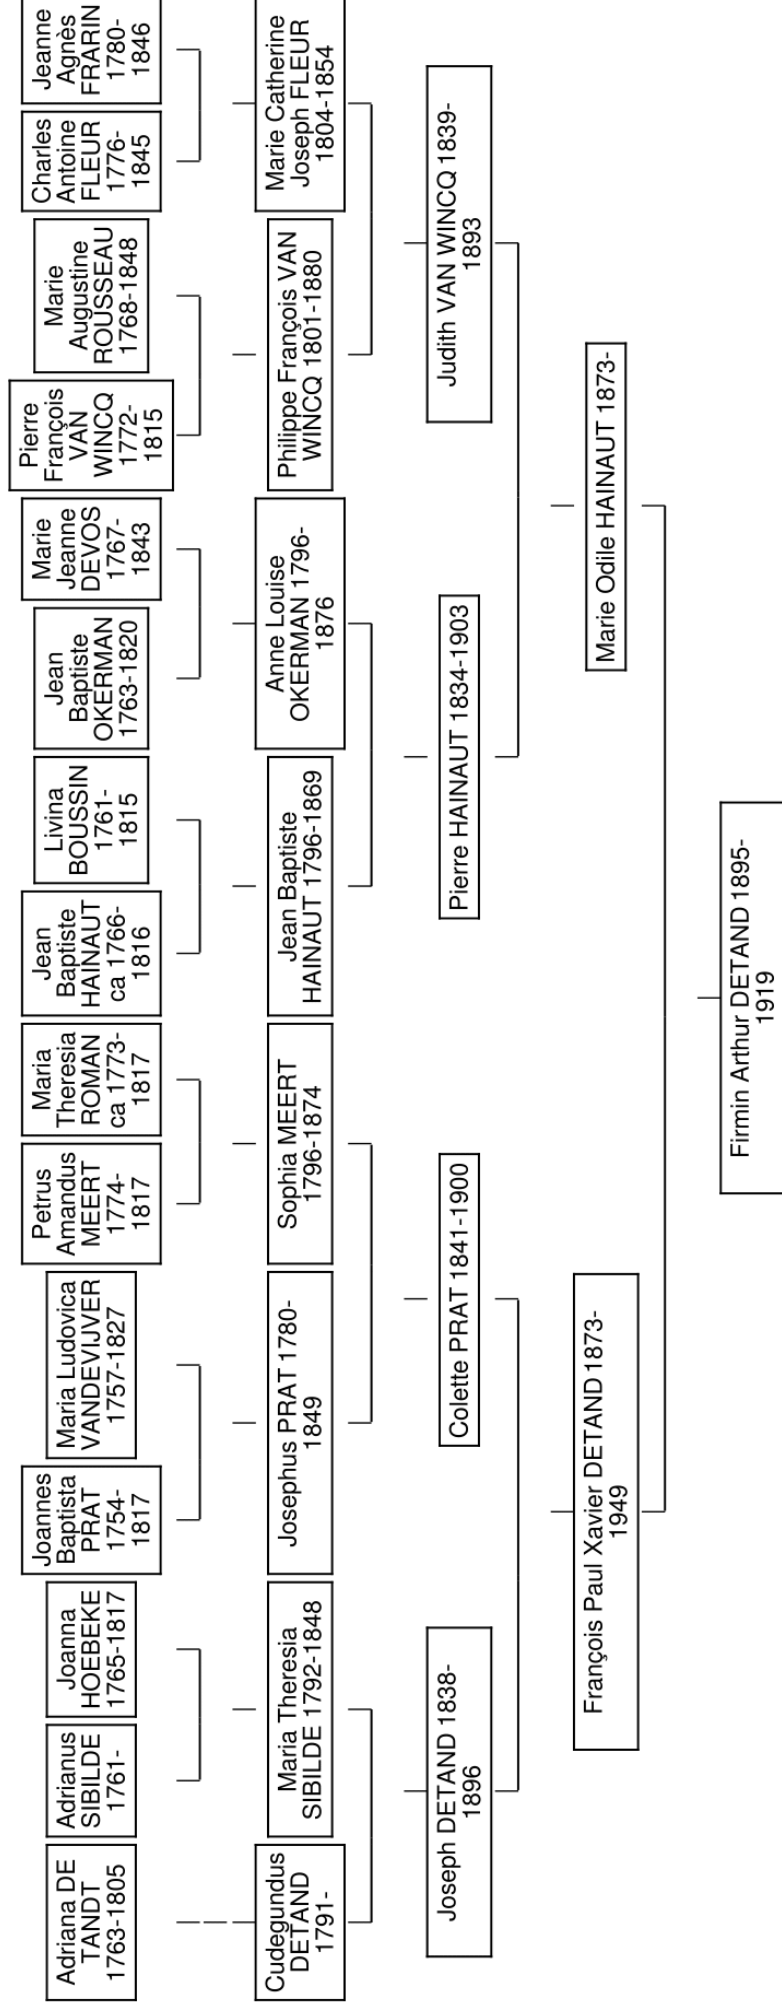 Adriana DE
TANDT
1763-1805
Adrianus
SIBILDE
1761-
Joanna
HOEBEKE
1765-1817
Joannes
Baptista
PRAT
1754-
1817
Maria Ludovica
VANDEVIJVER
1757-1827
Petrus
Amandus
MEERT
1774-
1817
Maria
Theresia
ROMAN
ca 1773-
1817
Jean
Baptiste
HAINAUT
ca 1766-
1816
Livina
BOUSSIN
1761-
1815
Jean
Baptiste
OKERMAN
1763-1820
Marie
Jeanne
DEVOS
1767-
1843
Pierre
François
VAN
WINCQ
1772-
1815
Marie
Augustine
ROUSSEAU
1768-1848
Charles
Antoine
FLEUR
1776-
1845
Jeanne
Agnès
FRARIN
1780-
1846
Cudegundus
DETAND
1791-
Maria Theresia
SIBILDE 1792-1848
Josephus PRAT 1780-
1849
Sophia MEERT
1796-1874
Jean Baptiste
HAINAUT 1796-1869
Anne Louise
OKERMAN 1796-
1876
Philippe François VAN
WINCQ 1801-1880
Marie Catherine
Joseph FLEUR
1804-1854
Joseph DETAND 1838-
1896
Colette PRAT 1841-1900
Pierre HAINAUT 1834-1903
Judith VAN WINCQ 1839-
1893
François Paul Xavier DETAND 1873-
1949
Marie Odile HAINAUT 1873-
Firmin Arthur DETAND 1895-
1919